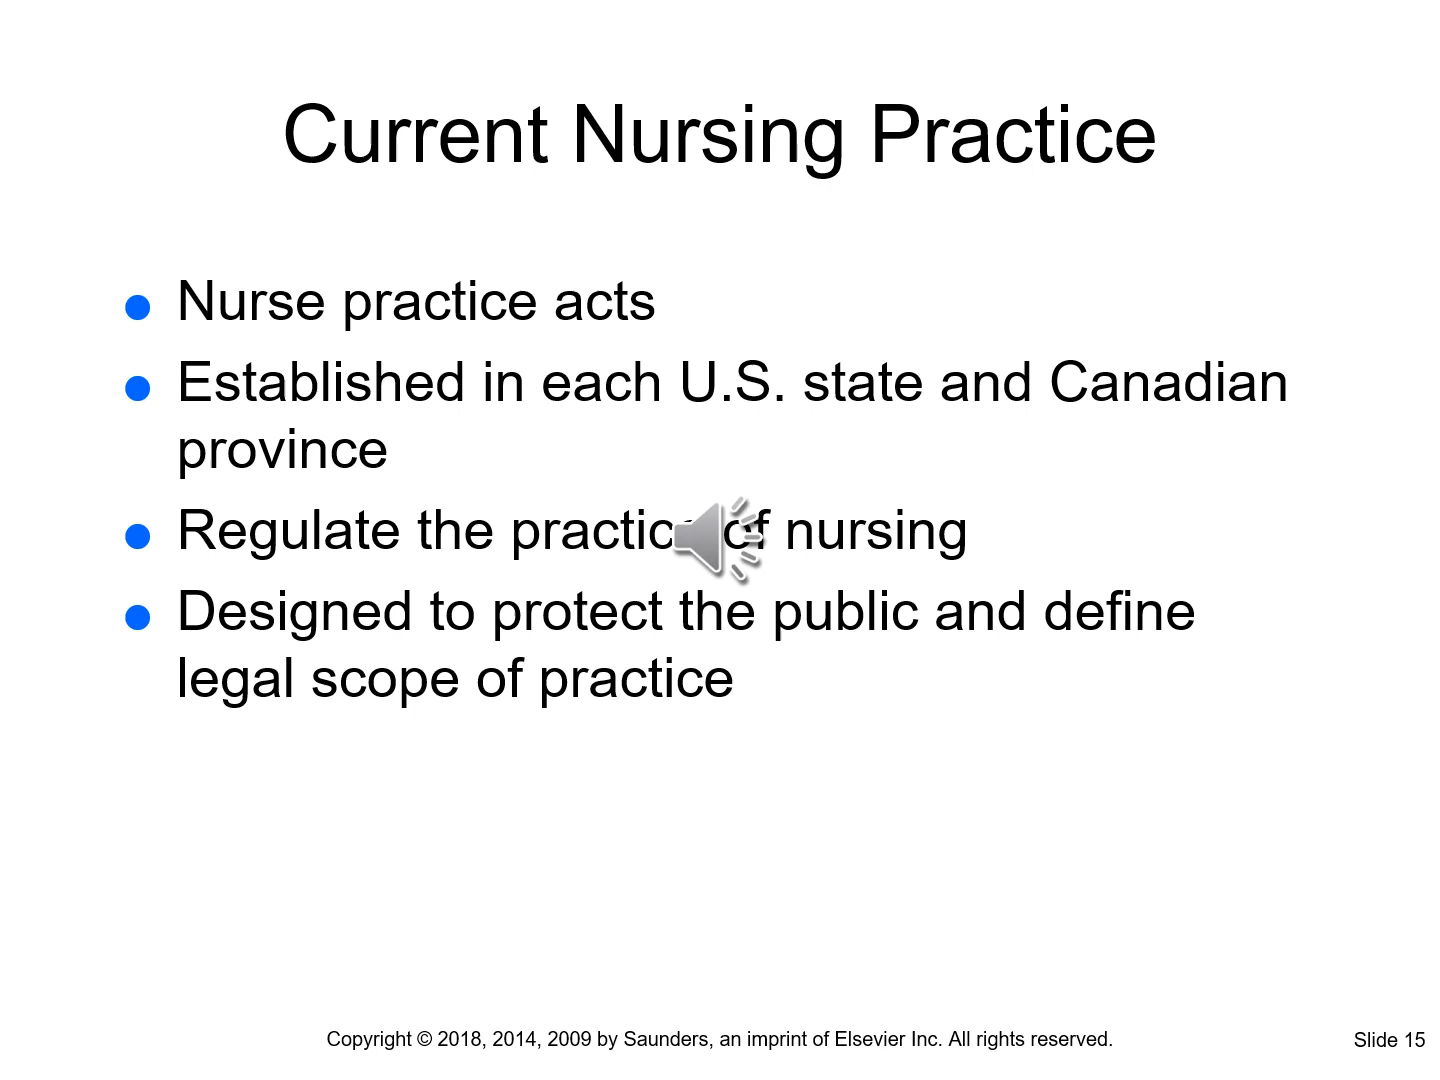 Current Nursing Practice
Nurse practice acts
Established in each U.S. state and Canadian
province
Regulate the practice of nursing
Designed to protect the public and define
legal scope of practice
Copyright © 2018, 2014, 2009 by Saunders, an imprint of Elsevier Inc. All rights reserved.
Slide 15